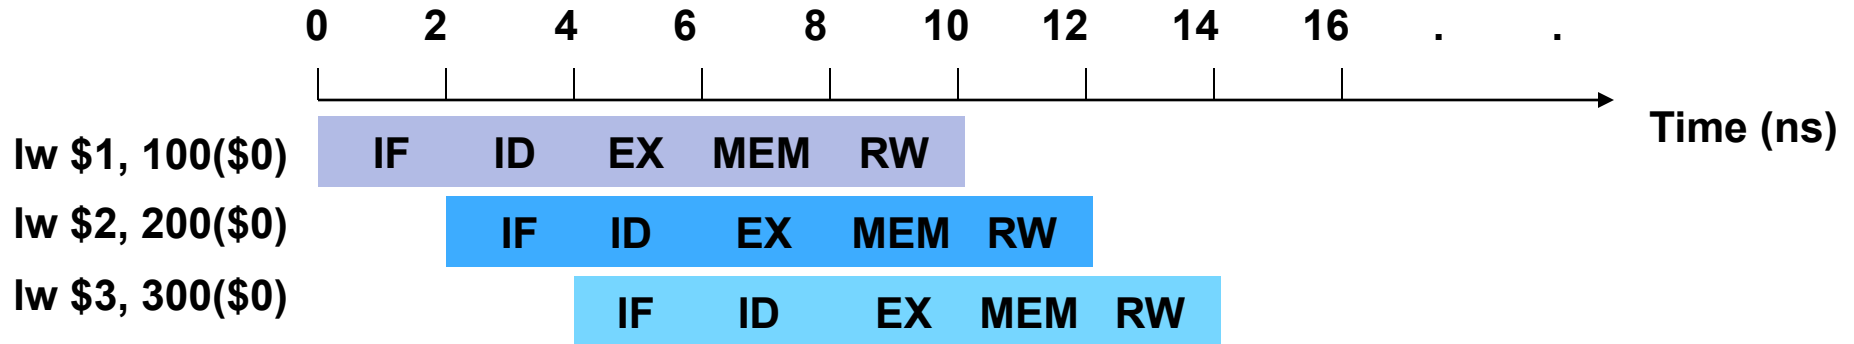 0 2 4 6 8 10 12 14 16 . .
Time (ns)
lw $1, 100($0) IF ID EX MEM RW
lw $2, 200($0) IF ID EX MEM RW
lw $3, 300($0) IF ID EX MEM RW